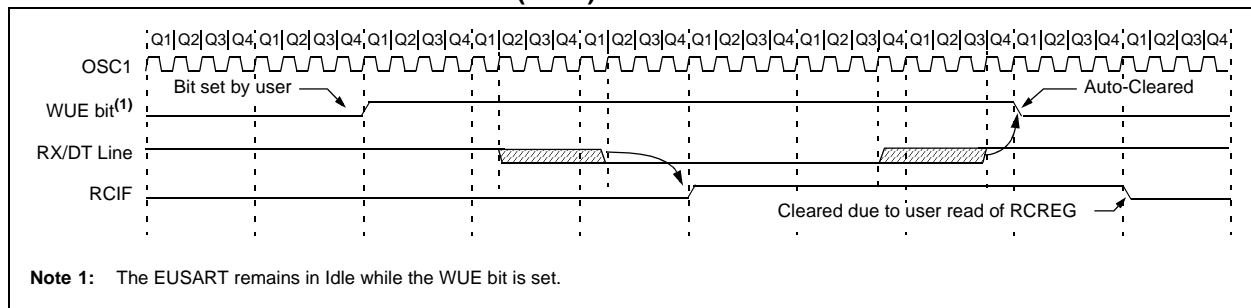 Q1 Q2 Q3 Q4 Q1 Q2 Q3 Q4 Q1 Q2 Q3 Q4 Q1 Q2 Q3 Q4 Q1 Q2 Q3 Q4 Q1 Q2 Q3 Q4 Q1 Q2 Q3 Q4 Q1 Q2 Q3 Q4 Q1 Q2 Q3 Q4 Q1 Q2 Q3 Q4
OSC1
Bit set by user
Auto-Cleared
WUE bit(1)
RX/DT Line
RCIF
Cleared due to user read of RCREG
Note 1: The EUSART remains in Idle while the WUE bit is set.